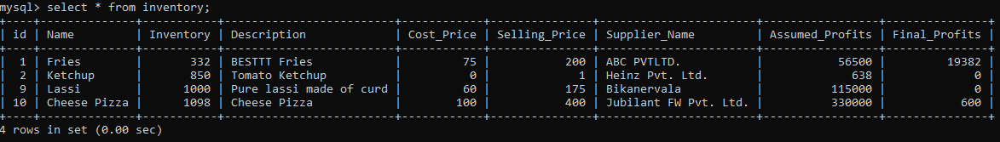 mysql> select * from inventory;
+----+--------------+-----------+-------------------------+------------+---------------+----------------------+-----------------+---------------+
| id | Name | Inventory | Description | Cost_Price | Selling_Price | Supplier_Name | Assumed_Profits | Final_Profits |
+----+--------------+-----------+-------------------------+------------+---------------+----------------------+-----------------+---------------+
| 1 | Fries | 332 | BESTTT Fries | 75 | 200 | ABC PVTLTD. | 56500 | 19382 |
| 2 | Ketchup | 850 | Tomato Ketchup | 0 | 1 | Heinz Pvt. Ltd. | 638 | 0 |
| 9 | Lassi | 1000 | Pure lassi made of curd | 60 | 175 | Bikanervala | 115000 | 0 |
| 10 | Cheese Pizza | 1098 | Cheese Pizza | 100 | 400 | Jubilant FW Pvt. Ltd. | 330000 | 600 |
+----+--------------+-----------+-------------------------+------------+---------------+----------------------+-----------------+---------------+
4 rows in set (0.00 sec)